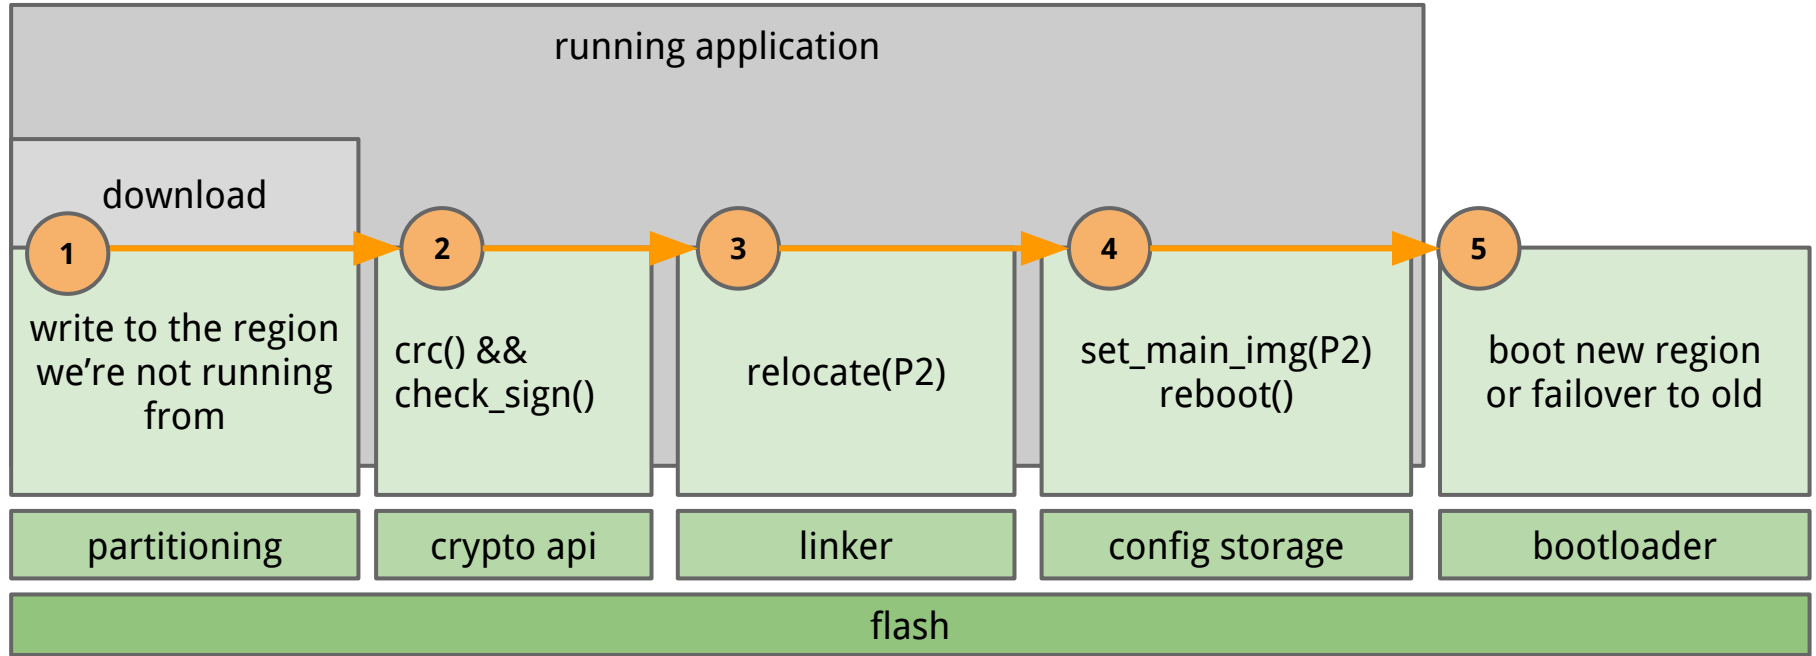 running application
download
1
2
3
4
5
write to the region
we’re not running
from
crc() &&
check_sign()
relocate(P2)
set_main_img(P2)
reboot()
boot new region
or failover to old
partitioning
crypto api
linker
config storage
bootloader
flash